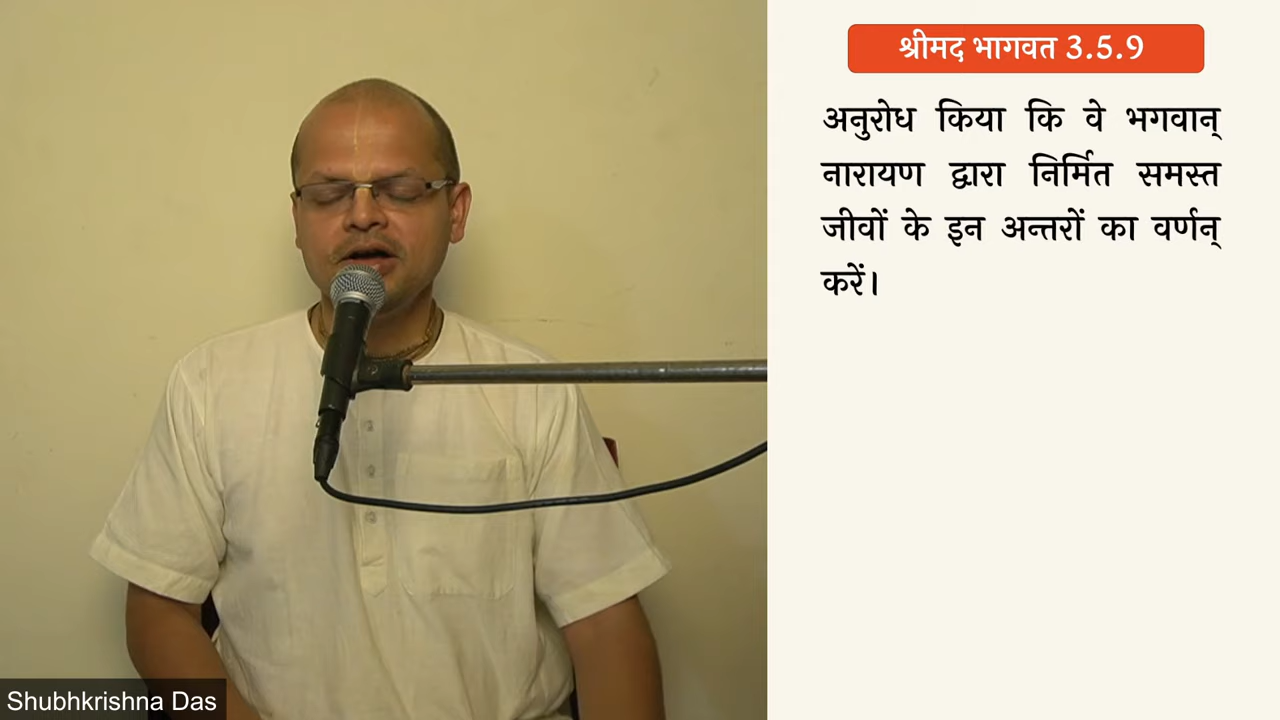 श्रीमद भागवत 3.5.9
अनुरोध किया कि वे भगवान्
नारायण द्वारा निर्मित समस्त
जीवों के इन अन्तरों का वर्णन्
करें।
Shubhkrishna Das